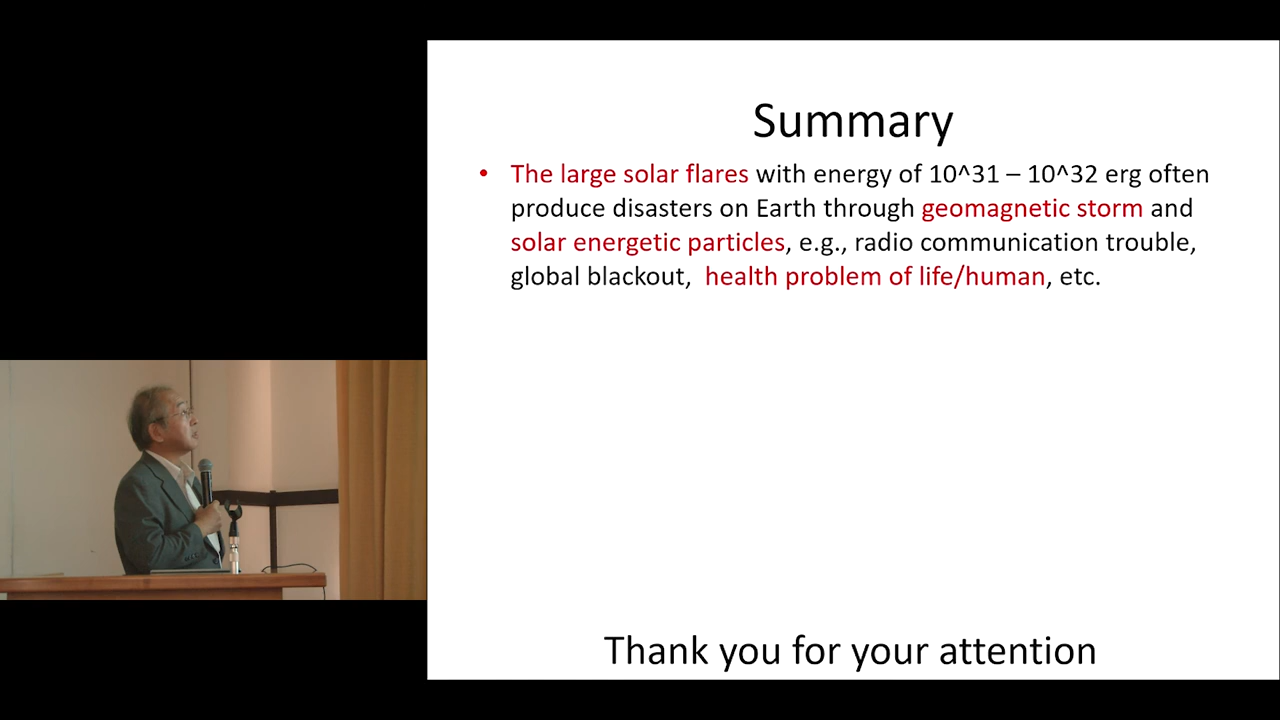 Summary
• The large solar flares with energy of 10^31 – 10^32 erg often
produce disasters on Earth through geomagnetic storm and
solar energetic particles, e.g., radio communication trouble,
global blackout,  health problem of life/human, etc.
Thank you for your attention